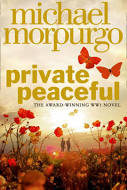 michael
morpurgo
private
peaceful
THE AWARD-WINNING WW1 NOVEL